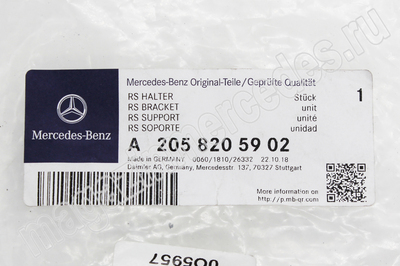 Mercedes-Benz Original-Teile/Geprüfte Qualität
RS HALTER Stück 1
RS BRACKET unit
RS SUPPORT unité
RS SOPORTE unidad
Mercedes-Benz
A 205 820 59 02
Made in GERMANY 0060/1810/26332 22.10.18
Daimler AG, Germany, Mercedesstr. 137, 70327 Stuttgart
More information on
http://p.mb-qr.com
005957